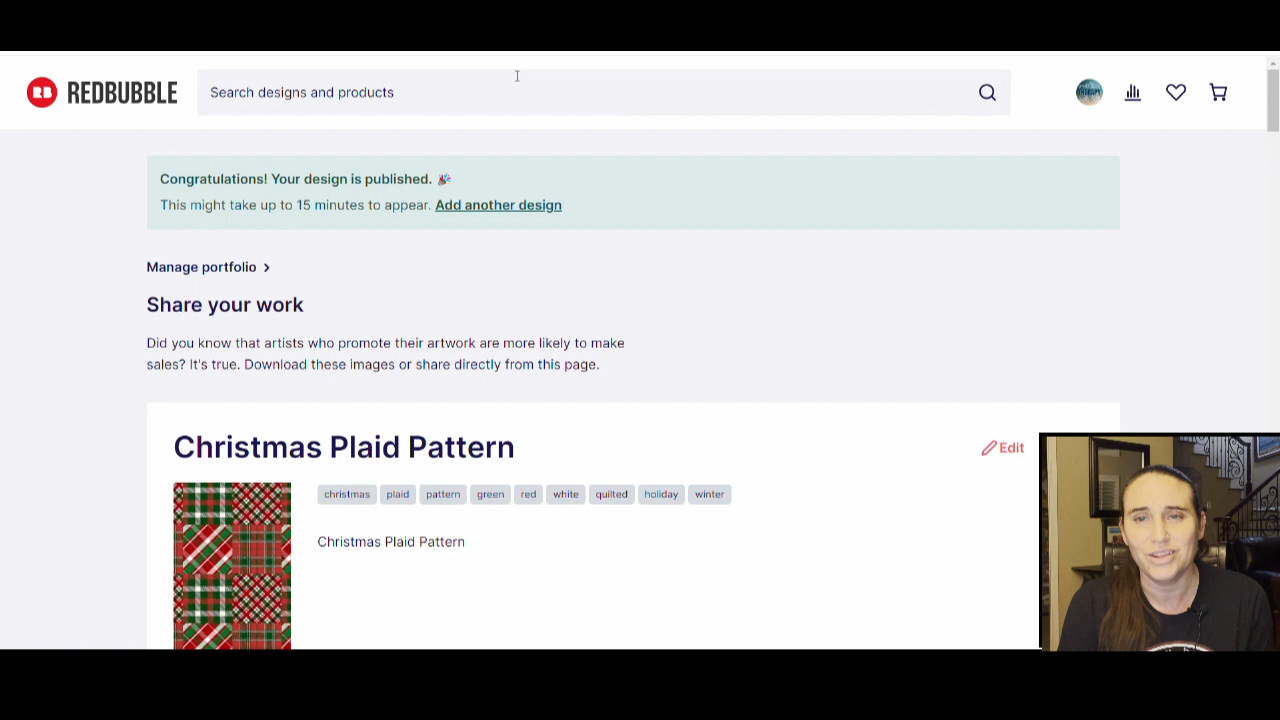 REDBUBBLE
Search designs and products
Congratulations! Your design is published. 🎉
This might take up to 15 minutes to appear. Add another design
Manage portfolio
Share your work
Did you know that artists who promote their artwork are more likely to make
sales? It's true. Download these images or share directly from this page.
Christmas Plaid Pattern
Edit
christmas plaid pattern green red white quilted holiday winter
Christmas Plaid Pattern